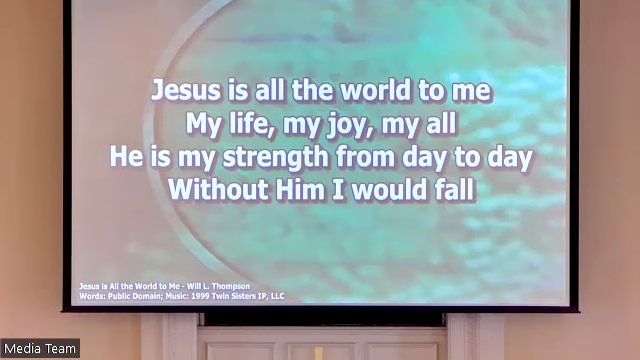 Jesus is all the world to me
My life, my joy, my all
He is my strength from day to day
Without Him I would fall
Jesus is All the World to Me - Will L. Thompson
Words: Public Domain; Music: 1999 Twin Sisters IP, LLC
Media Team